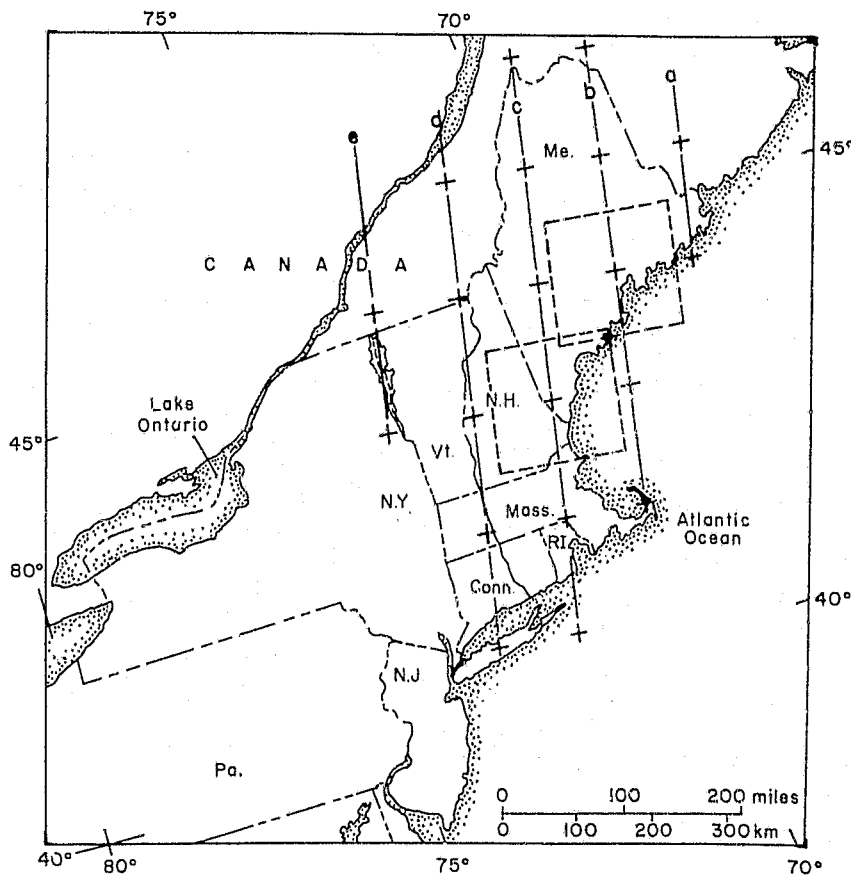 75°
70°
a
b
c
d
e
Me.
45°
C A N A D A
Lake
Ontario
N.H.
45°
Vt.
N.Y.
Mass.
Atlantic
Ocean
RI.
80°
Conn.
40°
N.J.
Pa.
0 100 200 miles
0 100 200 300 km
40° 80° 75° 70°